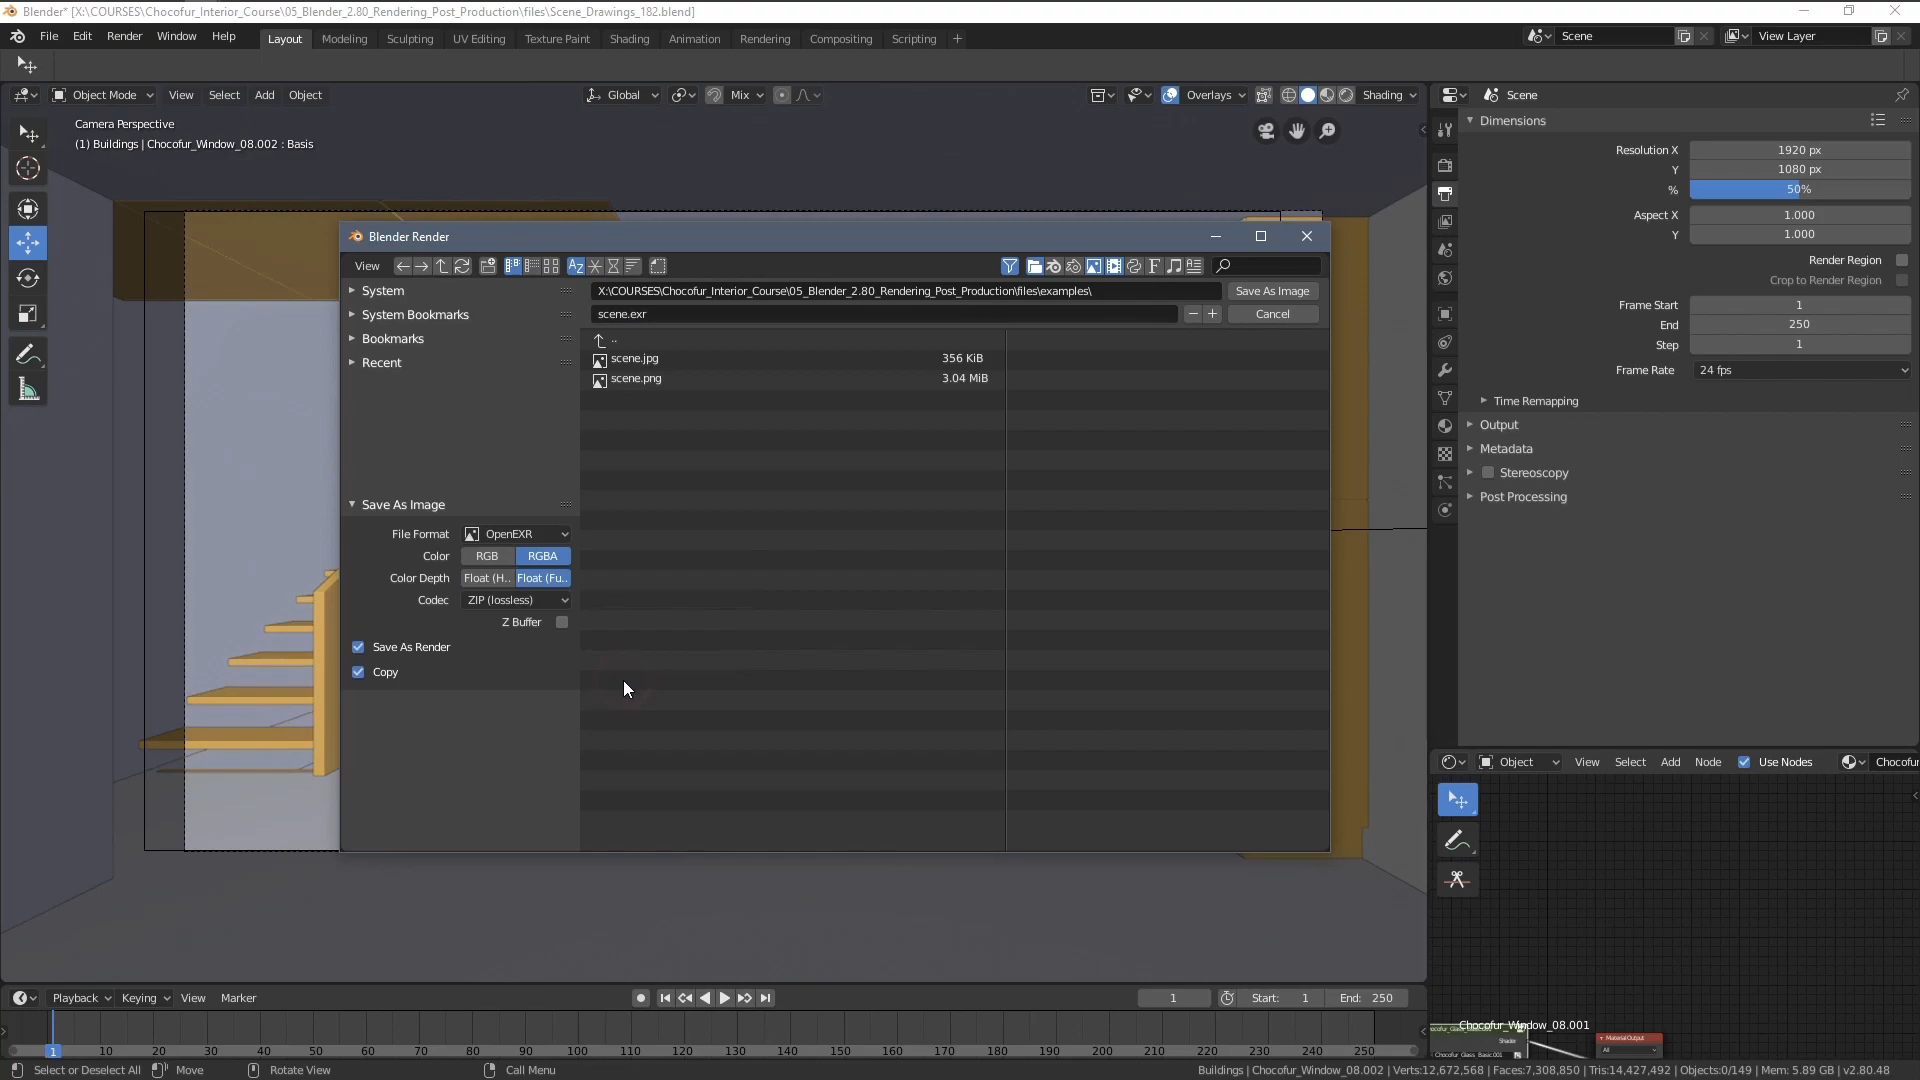 Blender* [X:\COURSES\Chocofur_Interior_Course\05_Blender_2.80_Rendering_Post_Production\files\Scene_Drawings_182.blend]
File Edit Render Window Help Layout Modeling Sculpting UV Editing Texture Paint Shading Animation Rendering Compositing Scripting + Scene View Layer
Object Mode View Select Add Object Global Mix Overlays Shading Scene
Camera Perspective
(1) Buildings | Chocofur_Window_08.002 : Basis
Dimensions
Resolution X 1920 px
Y 1080 px
% 50%
Aspect X 1.000
Y 1.000
Render Region
Crop to Render Region
Frame Start 1
End 250
Step 1
Frame Rate 24 fps
Time Remapping
Output
Metadata
Stereoscopy
Post Processing
Blender Render
View
System
System Bookmarks
Bookmarks
Recent
X:\COURSES\Chocofur_Interior_Course\05_Blender_2.80_Rendering_Post_Production\files\examples\ Save As Image
scene.exr Cancel
..
scene.jpg 356 KiB
scene.png 3.04 MiB
Save As Image
File Format OpenEXR
Color RGB RGBA
Color Depth Float (H.. Float (Fu..
Codec ZIP (lossless)
Z Buffer
Save As Render
Copy
Object View Select Add Node Use Nodes Chocofur
Chocofur_Window_08.001
Shader
Chocofur_Glass_Basic.001
Material Output
All
Playback Keying View Marker 1 Start: 1 End: 250
1 10 20 30 40 50 60 70 80 90 100 110 120 130 140 150 160 170 180 190 200 210 220 230 240 250
Select or Deselect All Move Rotate View Call Menu Buildings | Chocofur_Window_08.002 | Verts:12,672,568 | Faces:7,308,850 | Tris:14,427,492 | Objects:0/149 | Mem: 5.89 GB | v2.80.48